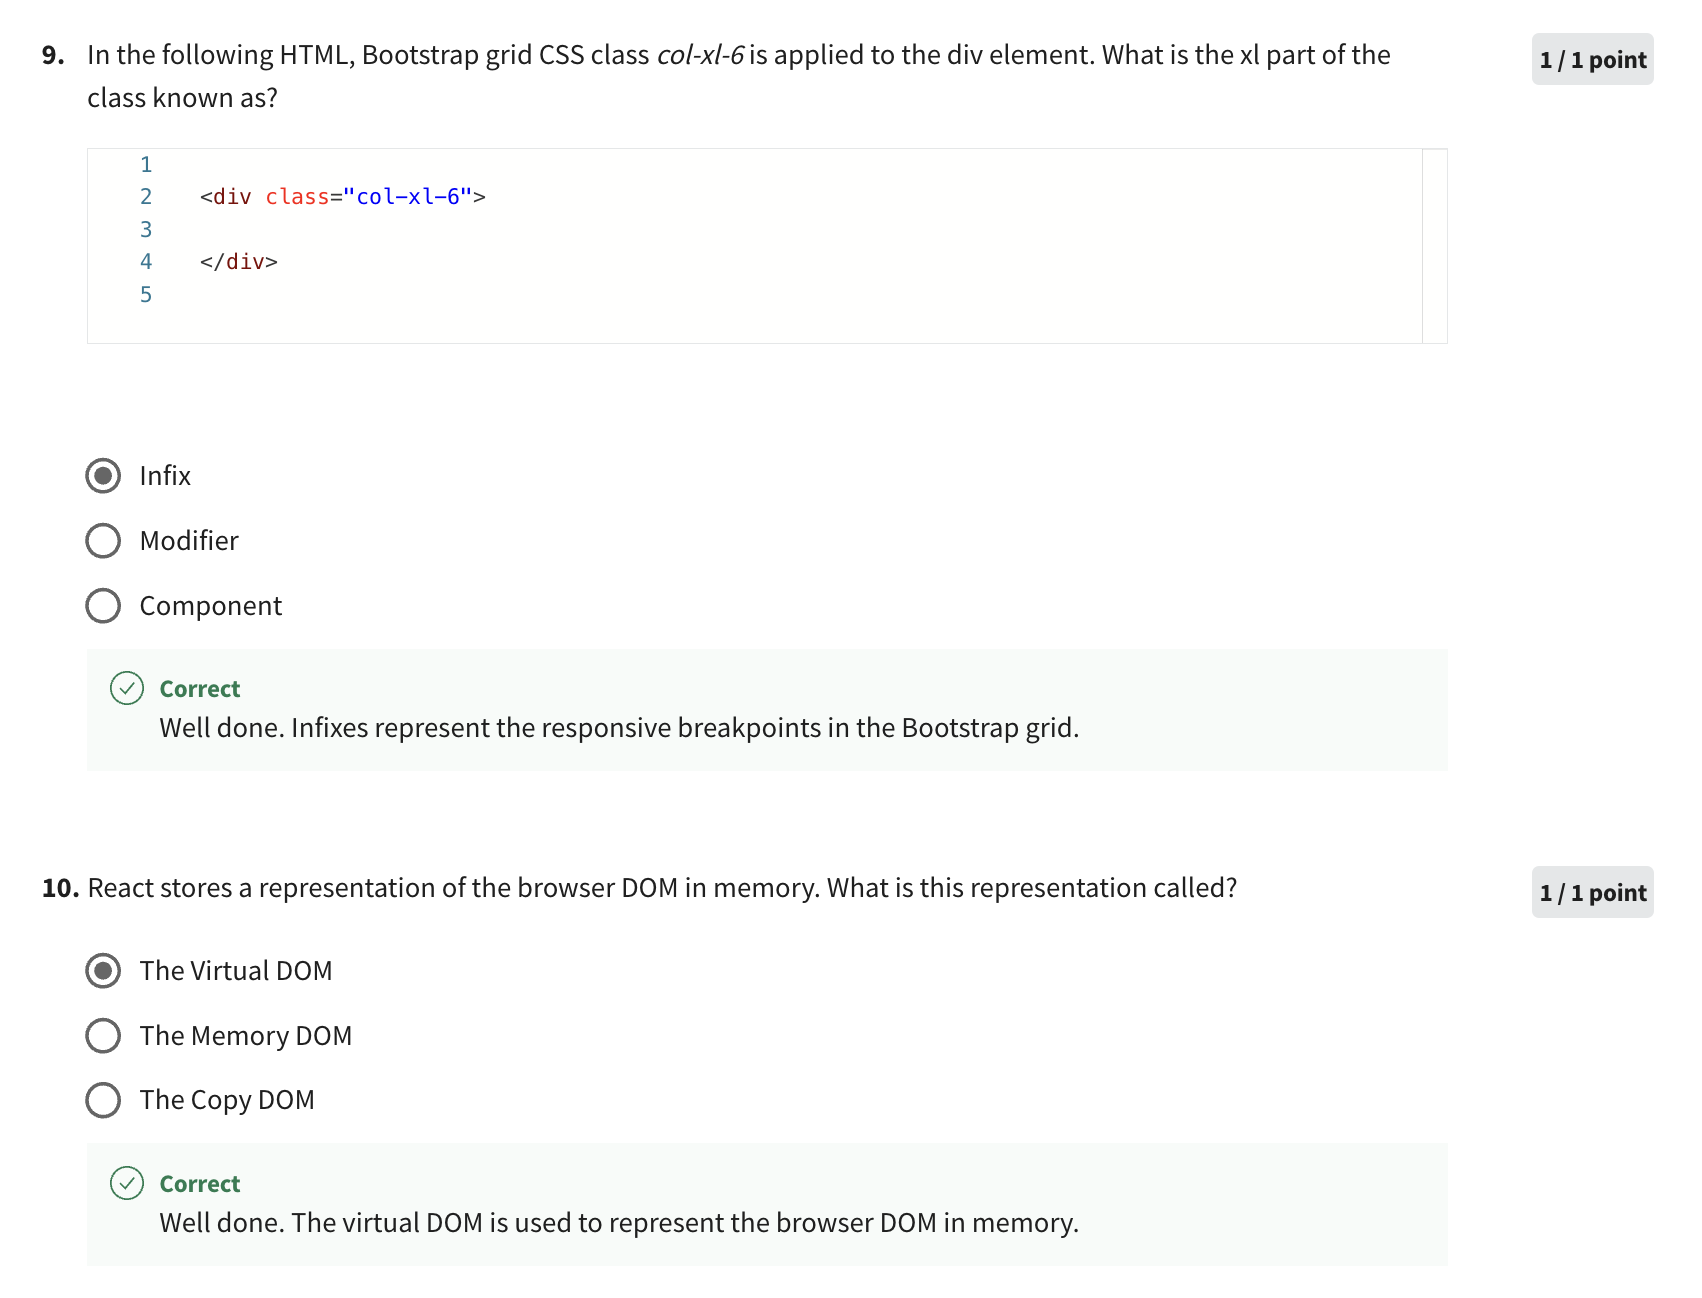 9. In the following HTML, Bootstrap grid CSS class col-xl-6 is applied to the div element. What is the xl part of the
class known as?
1 / 1 point
1
2 <div class="col-xl-6">
3
4 </div>
5
Infix
Modifier
Component
Correct
Well done. Infixes represent the responsive breakpoints in the Bootstrap grid.
10. React stores a representation of the browser DOM in memory. What is this representation called?
1 / 1 point
The Virtual DOM
The Memory DOM
The Copy DOM
Correct
Well done. The virtual DOM is used to represent the browser DOM in memory.